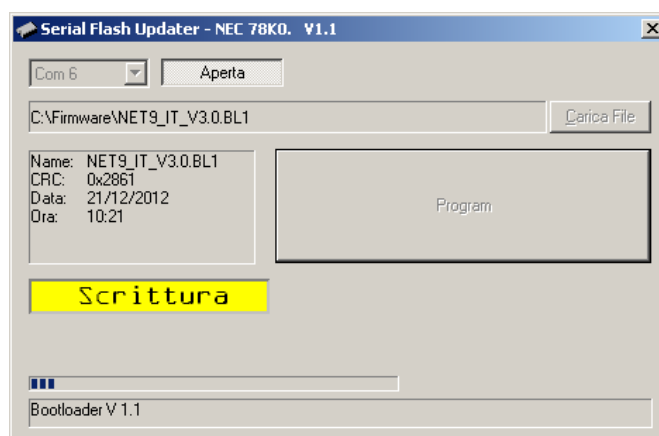 Serial Flash Updater - NEC 78K0. V1.1
Com 6
Aperta
C:\Firmware\NET9_IT_V3.0.BL1
Carica File
Name: NET9_IT_V3.0.BL1
CRC: 0x2861
Data: 21/12/2012
Ora: 10:21
Program
Scrittura
Bootloader V 1.1